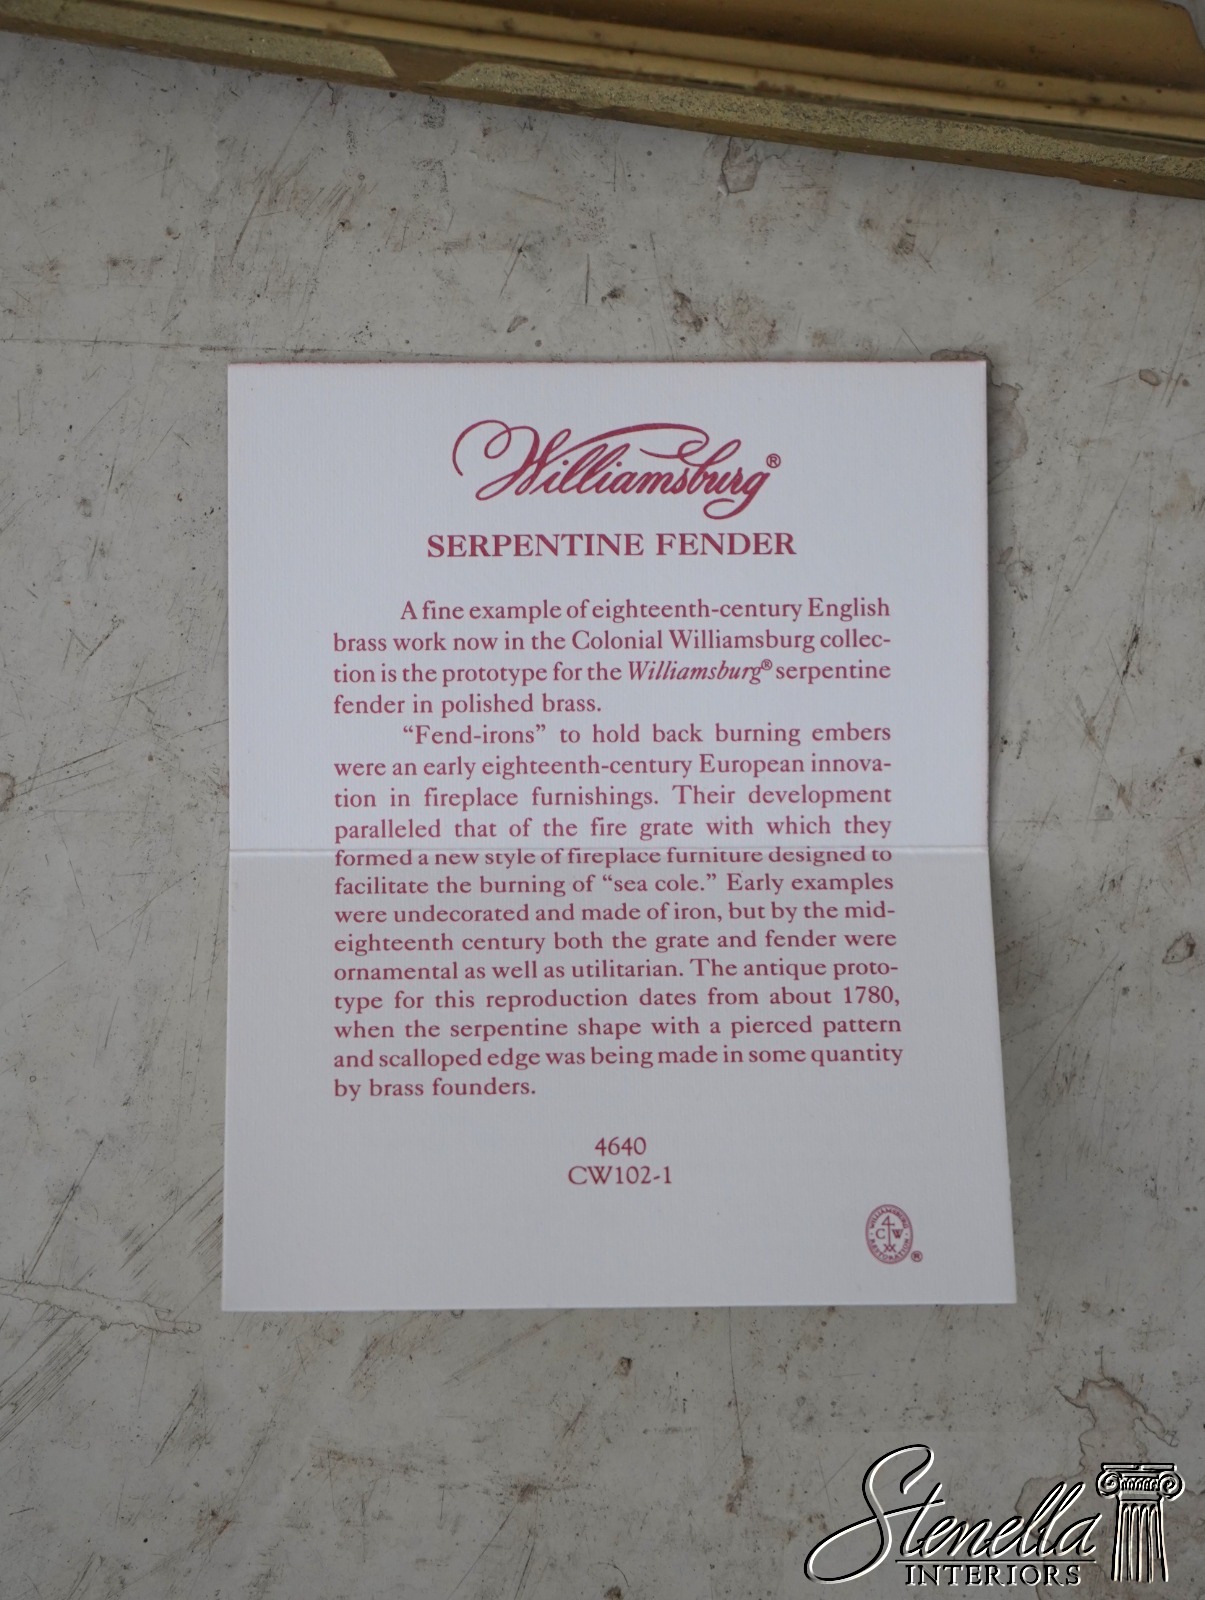 Williamsburg®
SERPENTINE FENDER
A fine example of eighteenth-century English
brass work now in the Colonial Williamsburg collec-
tion is the prototype for the Williamsburg® serpentine
fender in polished brass.
“Fend-irons” to hold back burning embers
were an early eighteenth-century European innova-
tion in fireplace furnishings. Their development
paralleled that of the fire grate with which they
formed a new style of fireplace furniture designed to
facilitate the burning of “sea cole.” Early examples
were undecorated and made of iron, but by the mid-
eighteenth century both the grate and fender were
ornamental as well as utilitarian. The antique proto-
type for this reproduction dates from about 1780,
when the serpentine shape with a pierced pattern
and scalloped edge was being made in some quantity
by brass founders.
4640
CW102-1
WILLIAMSBURG
C W
RESTORATION
®
Stenella
INTERIORS